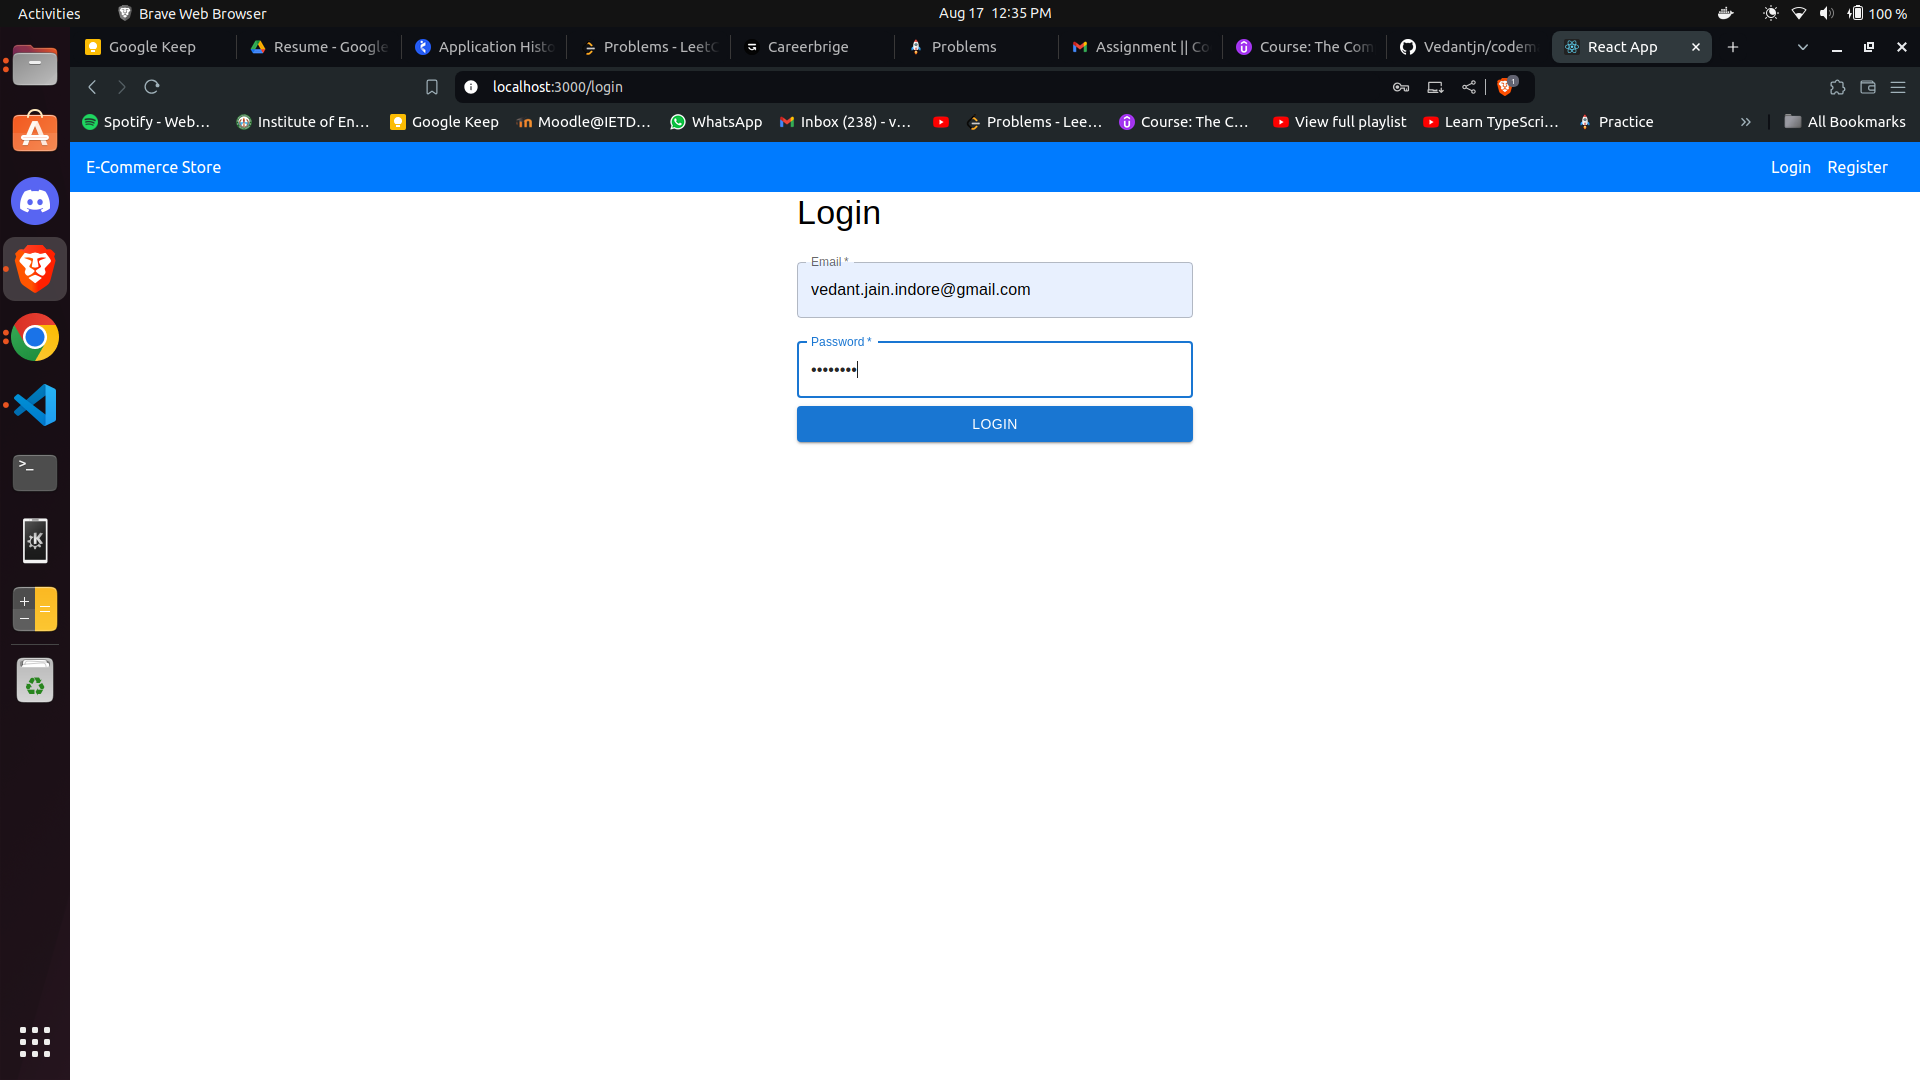 Activities
Brave Web Browser
Aug 17 12:35 PM
100 %
Google Keep
Resume - Google
Application Histo
Problems - LeetC
Careerbrige
Problems
Assignment || Co
Course: The Com
Vedantjn/codem
React App
localhost:3000/login
1
Spotify - Web...
Institute of En...
Google Keep
Moodle@IETD...
WhatsApp
Inbox (238) - v...
Problems - Lee...
Course: The C...
View full playlist
Learn TypeScri...
Practice
All Bookmarks
E-Commerce Store
Login
Register
Login
Email *
vedant.jain.indore@gmail.com
Password *
••••••••
LOGIN